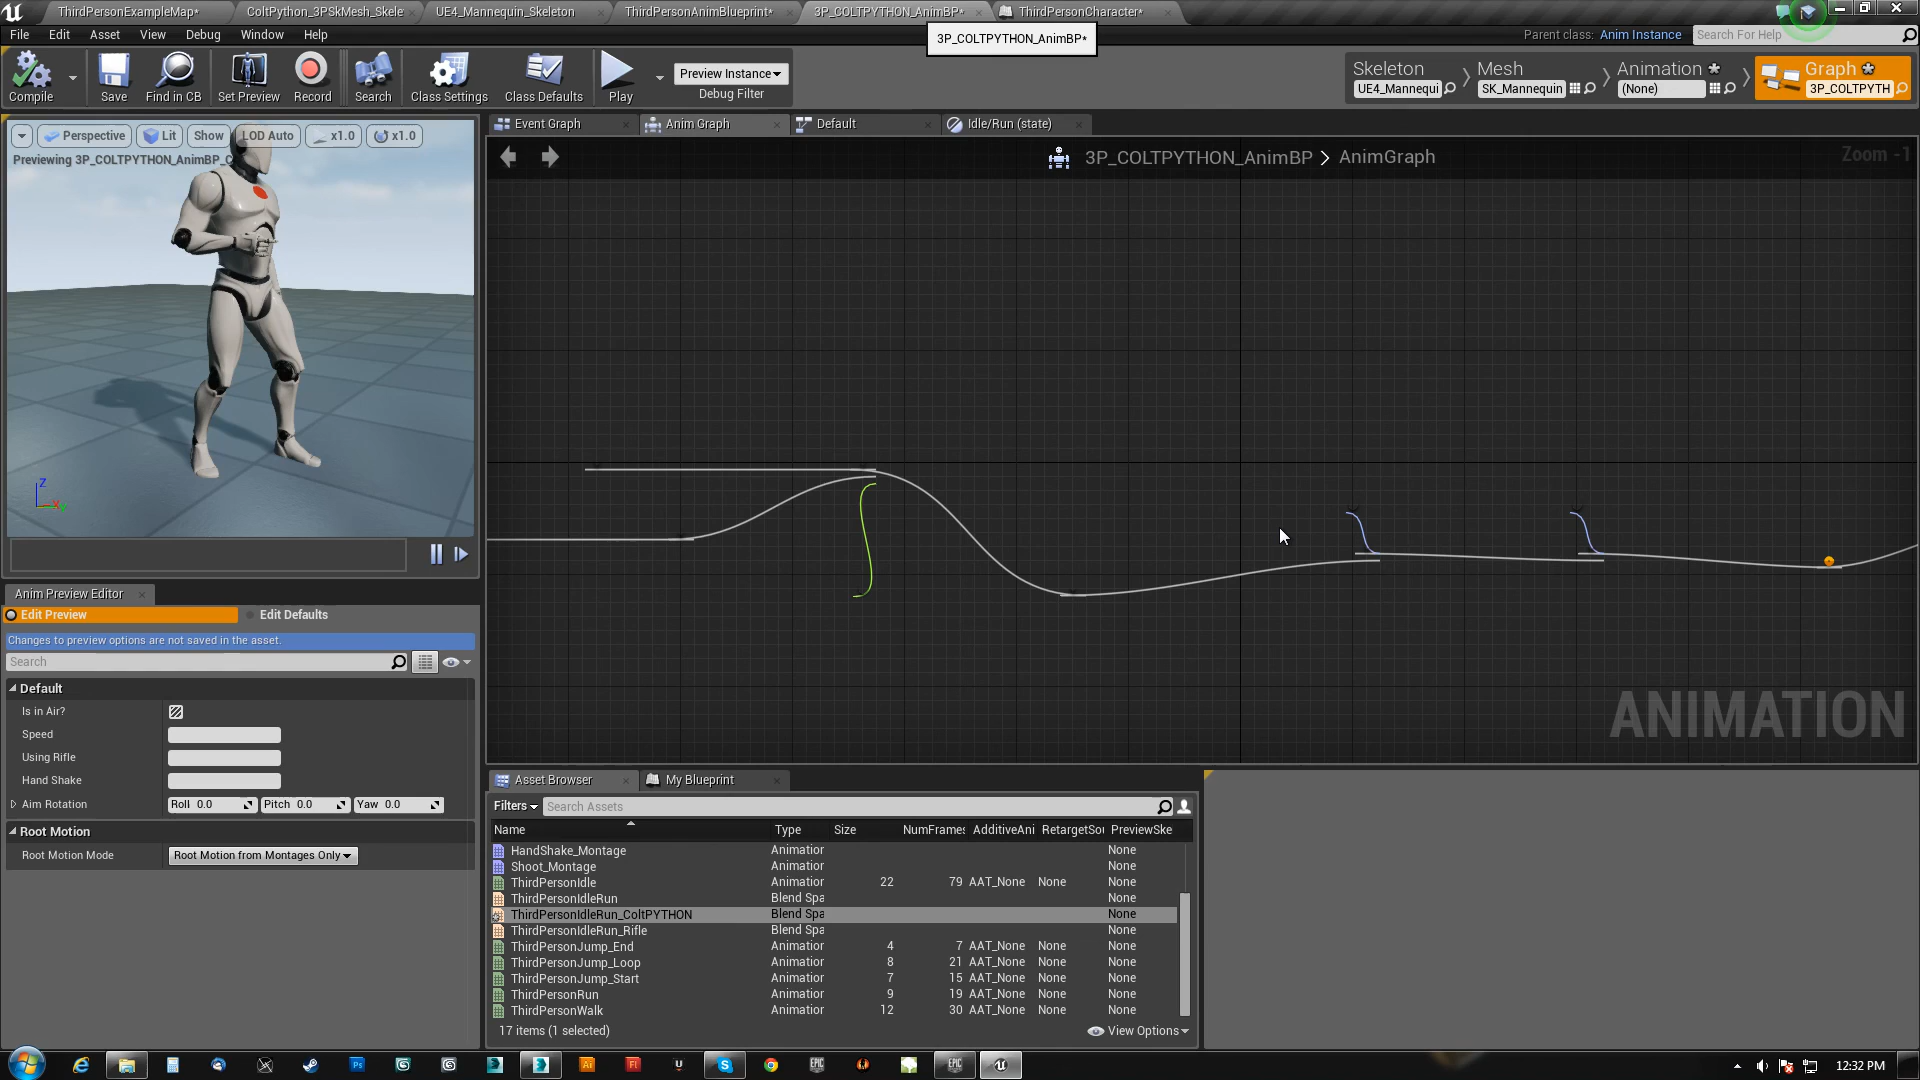 ThirdPersonExampleMap*
ColtPython_3PSkMesh_Skele
UE4_Mannequin_Skeleton
ThirdPersonAnimBlueprint*
3P_COLTPYTHON_AnimBP*
ThirdPersonCharacter*
3P_COLTPYTHON_AnimBP*
File Edit Asset View Debug Window Help
Parent class: Anim Instance
Search For Help
Compile
Save
Find in CB
Set Preview
Record
Search
Class Settings
Class Defaults
Play
Preview Instance
Debug Filter
Skeleton
UE4_Mannequi
Mesh
SK_Mannequin
Animation
(None)
Graph
3P_COLTPYTH
Perspective
Lit
Show
LOD Auto
x1.0
x1.0
Previewing 3P_COLTPYTHON_AnimBP_C
Z
Event Graph
Anim Graph
Default
Idle/Run (state)
3P_COLTPYTHON_AnimBP > AnimGraph
Zoom -1
ANIMATION
Anim Preview Editor
Edit Preview
Edit Defaults
Changes to preview options are not saved in the asset.
Search
Default
Is in Air?
Speed
Using Rifle
Hand Shake
Aim Rotation
Roll 0.0
Pitch 0.0
Yaw 0.0
Root Motion
Root Motion Mode
Root Motion from Montages Only
Asset Browser
My Blueprint
Filters
Search Assets
Name Type Size NumFrames AdditiveAni RetargetSou PreviewSke
HandShake_Montage Animatior None
Shoot_Montage Animatior None
ThirdPersonIdle Animatior 22 79 AAT_None None None
ThirdPersonIdleRun Blend Spa None
ThirdPersonIdleRun_ColtPYTHON Blend Spa None
ThirdPersonIdleRun_Rifle Blend Spa None
ThirdPersonJump_End Animatior 4 7 AAT_None None None
ThirdPersonJump_Loop Animatior 8 21 AAT_None None None
ThirdPersonJump_Start Animatior 7 15 AAT_None None None
ThirdPersonRun Animatior 9 19 AAT_None None None
ThirdPersonWalk Animatior 12 30 AAT_None None None
17 items (1 selected)
View Options
12:32 PM